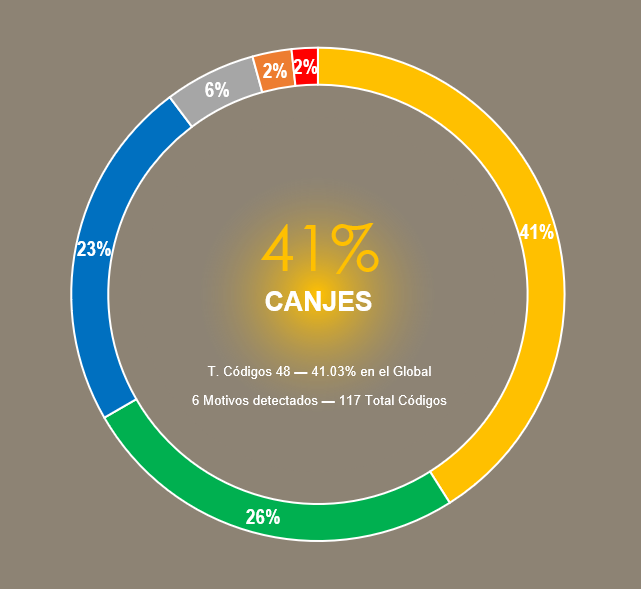 2%
2%
6%
41%
23%
41%
CANJES
T. Códigos 48 — 41.03% en el Global
6 Motivos detectados — 117 Total Códigos
26%